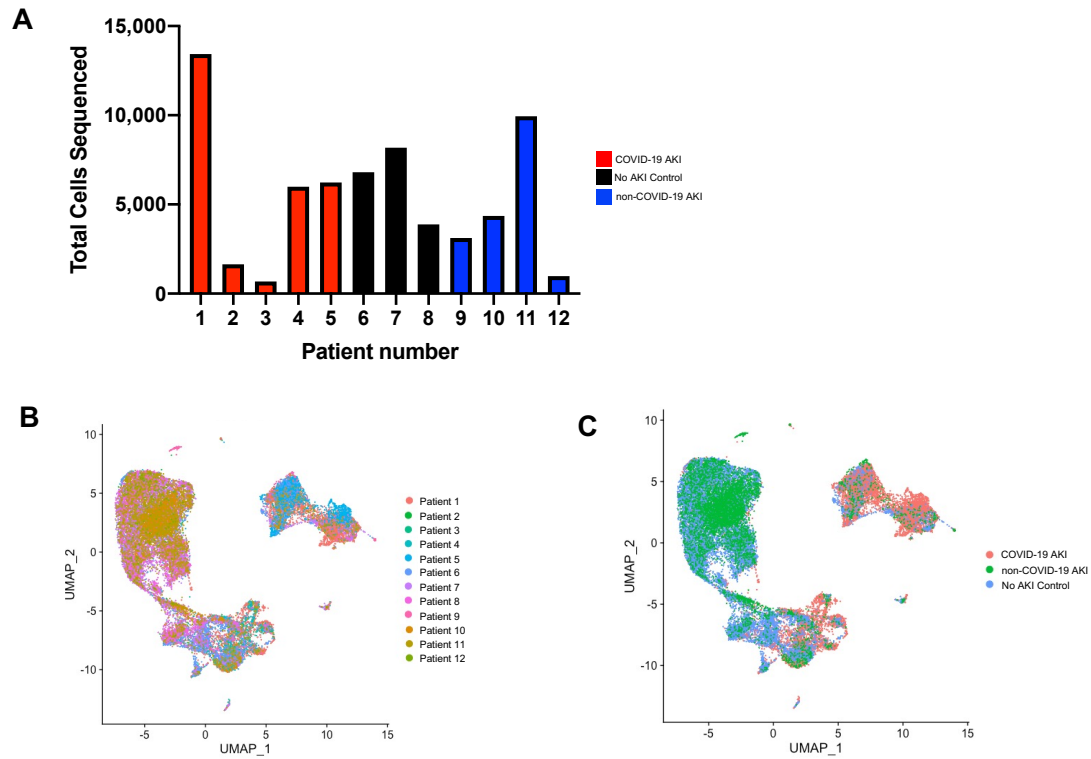 A
15,000
10,000
5,000
0
Total Cells Sequenced
1 2 3 4 5 6 7 8 9 10 11 12
Patient number
COVID-19 AKI
No AKI Control
non-COVID-19 AKI
B
10
5
0
-5
-10
UMAP_2
-5 0 5 10 15
UMAP_1
Patient 1
Patient 2
Patient 3
Patient 4
Patient 5
Patient 6
Patient 7
Patient 8
Patient 9
Patient 10
Patient 11
Patient 12
C
10
5
0
-5
-10
UMAP_2
-5 0 5 10 15
UMAP_1
COVID-19 AKI
non-COVID-19 AKI
No AKI Control